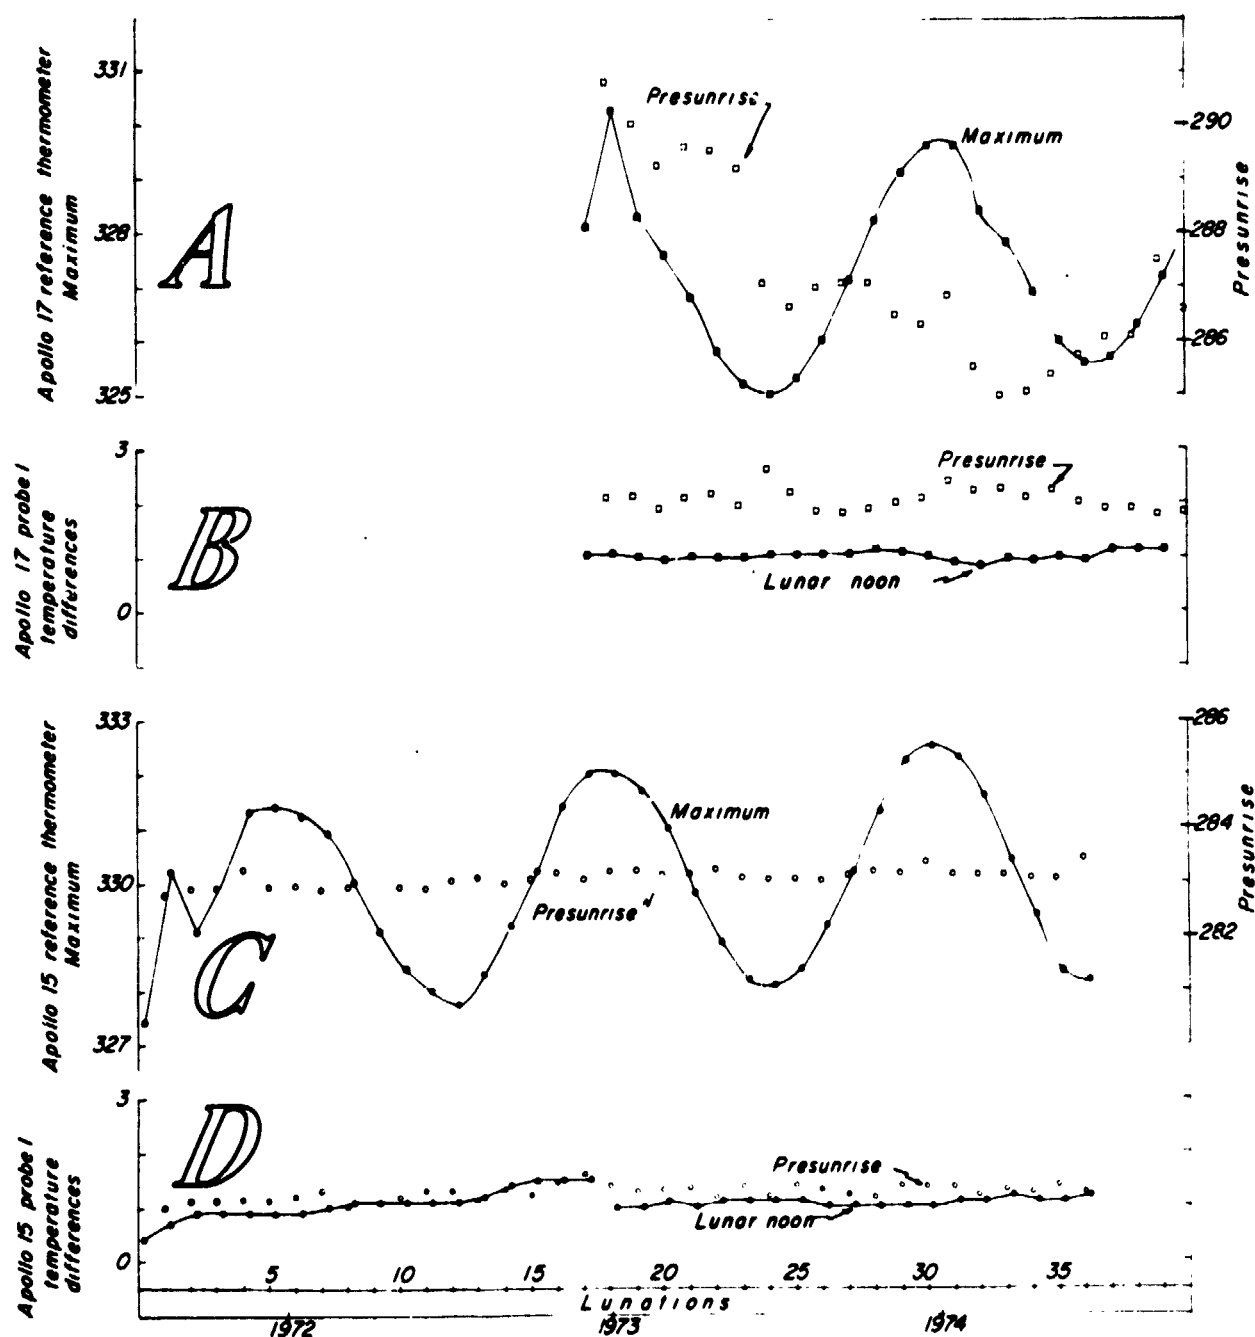 Apollo 17 reference thermometer
Maximum
331
328
325
A
Presunrise
Maximum
290
288
286
Presunrise
Apollo 17 probe 1
temperature
differences
3
0
B
Presunrise
Lunar noon
Apollo 15 reference thermometer
Maximum
333
330
327
C
Maximum
Presunrise
286
284
282
Presunrise
Apollo 15 probe 1
temperature
differences
3
0
D
Presunrise
Lunar noon
5 10 15 20 25 30 35
Lunations
1972 1973 1974